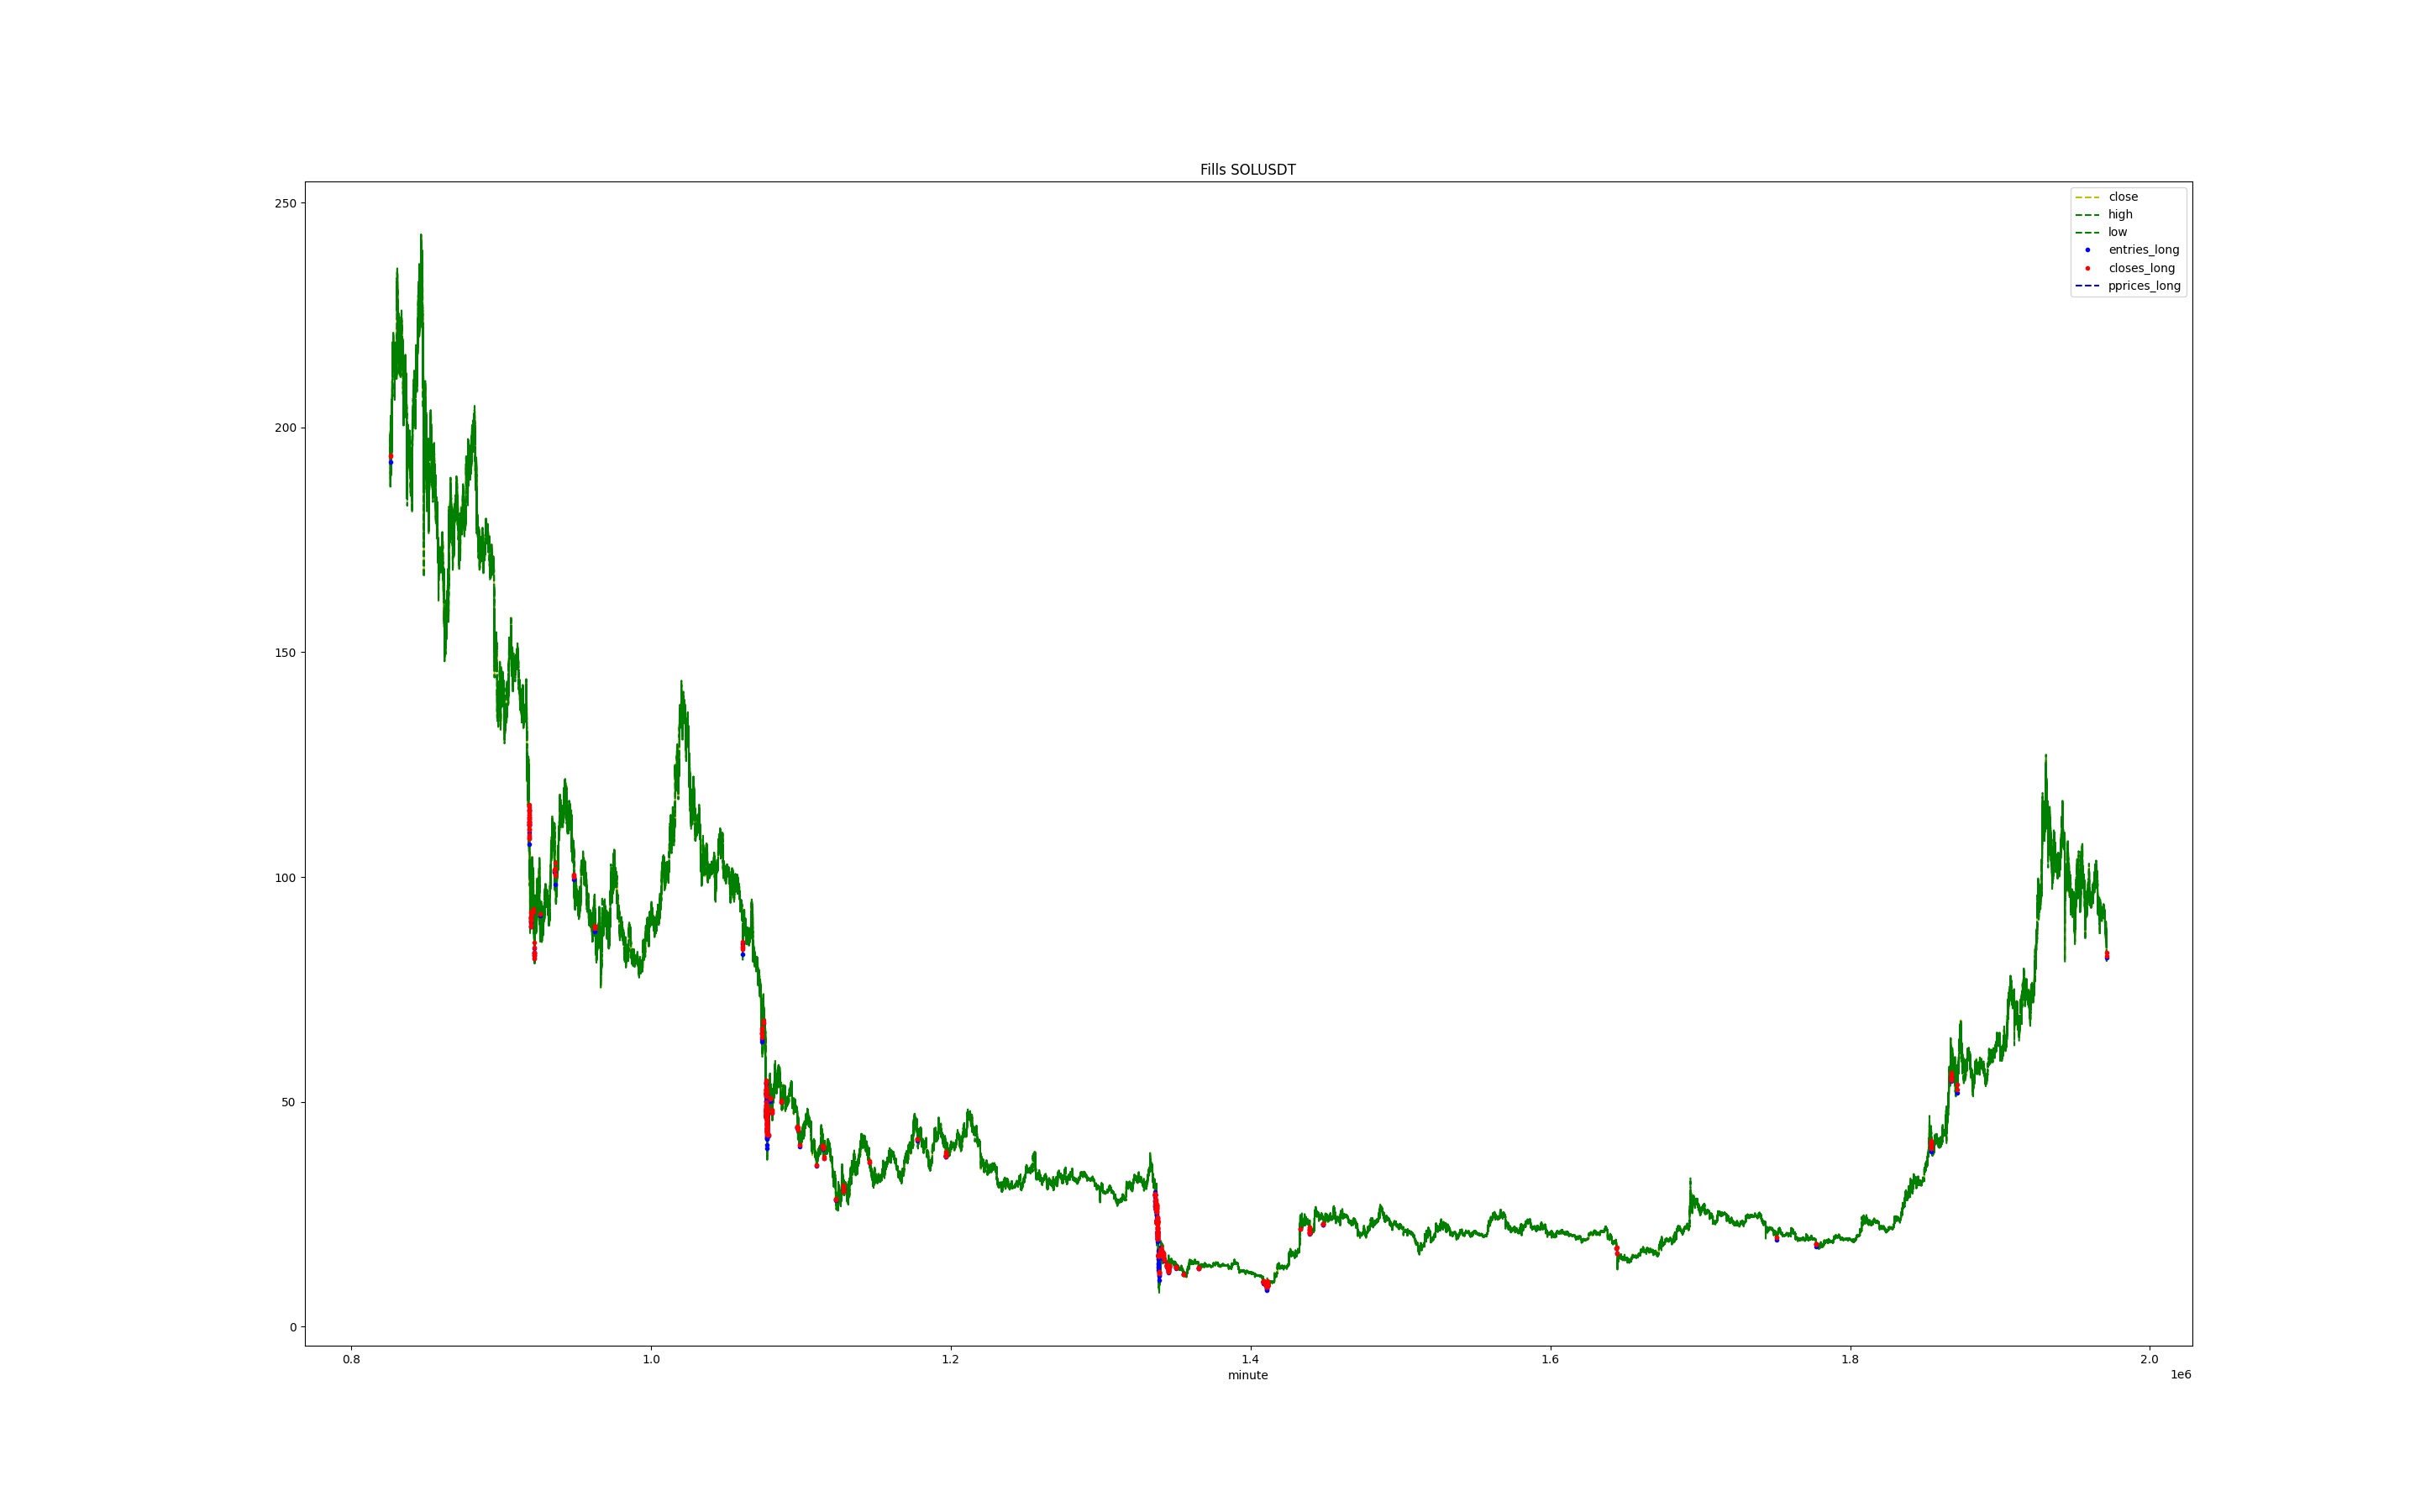 Fills SOLUSDT
250
200
150
100
50
0
close
high
low
entries_long
closes_long
pprices_long
0.8 1.0 1.2 1.4 1.6 1.8 2.0
minute
1e6